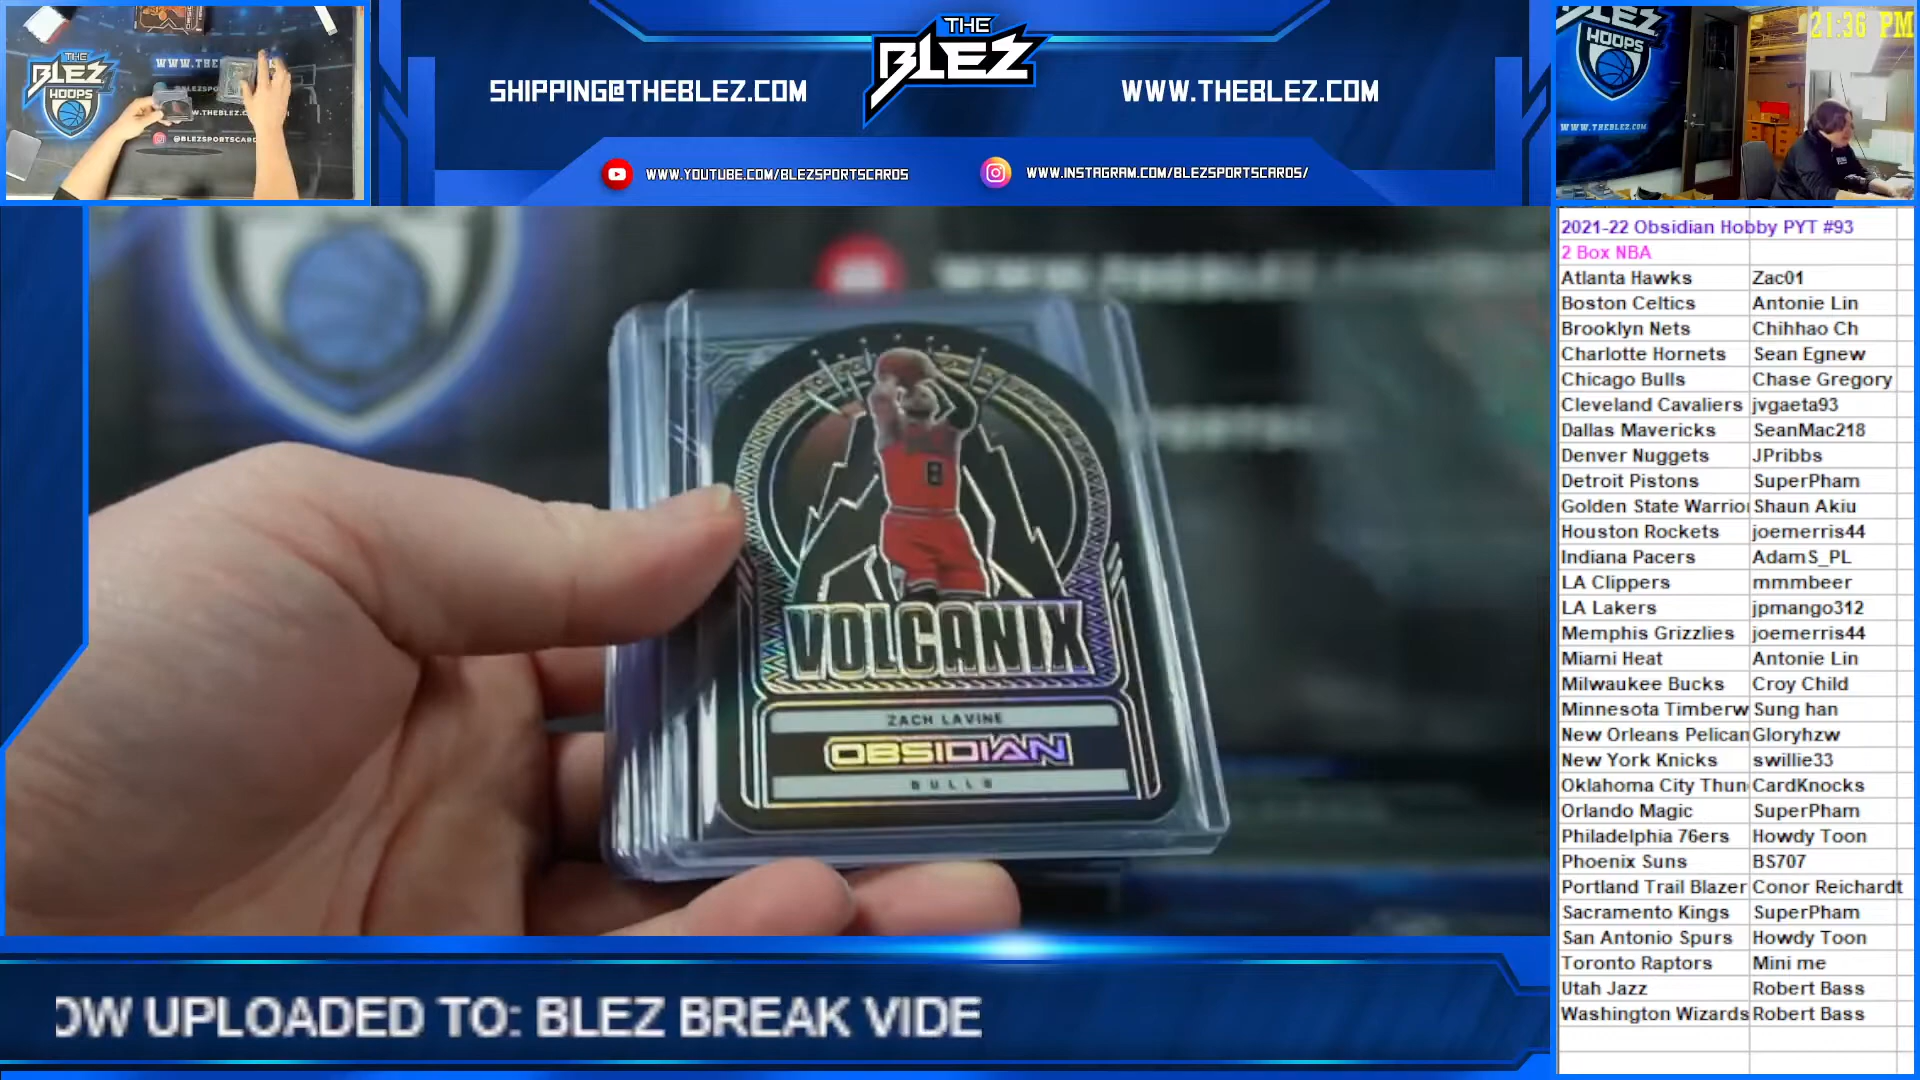 THE
BLEZ
SHIPPING@THEBLEZ.COM
WWW.THEBLEZ.COM
WWW.YOUTUBE.COM/BLEZSPORTSCARDS
WWW.INSTAGRAM.COM/BLEZSPORTSCARDS/
THE
BLEZ
HOOPS
@BLEZSPORTSCARD
BLEZ
HOOPS
WWW.THEBLEZ.COM
21:36 PM
8
VOLCANIX
ZACH LAVINE
OBSIDIAN
BULLS
OW UPLOADED TO: BLEZ BREAK VIDE
2021-22 Obsidian Hobby PYT #93
2 Box NBA
Atlanta Hawks Zac01
Boston Celtics Antonie Lin
Brooklyn Nets Chihhao Ch
Charlotte Hornets Sean Egnew
Chicago Bulls Chase Gregory
Cleveland Cavaliers jvgaeta93
Dallas Mavericks SeanMac218
Denver Nuggets JPribbs
Detroit Pistons SuperPham
Golden State Warrior Shaun Akiu
Houston Rockets joemerris44
Indiana Pacers AdamS_PL
LA Clippers mmmbeer
LA Lakers jpmango312
Memphis Grizzlies joemerris44
Miami Heat Antonie Lin
Milwaukee Bucks Croy Child
Minnesota Timberw Sung han
New Orleans Pelican Gloryhzw
New York Knicks swillie33
Oklahoma City Thun CardKnocks
Orlando Magic SuperPham
Philadelphia 76ers Howdy Toon
Phoenix Suns BS707
Portland Trail Blazer Conor Reichardt
Sacramento Kings SuperPham
San Antonio Spurs Howdy Toon
Toronto Raptors Mini me
Utah Jazz Robert Bass
Washington Wizards Robert Bass